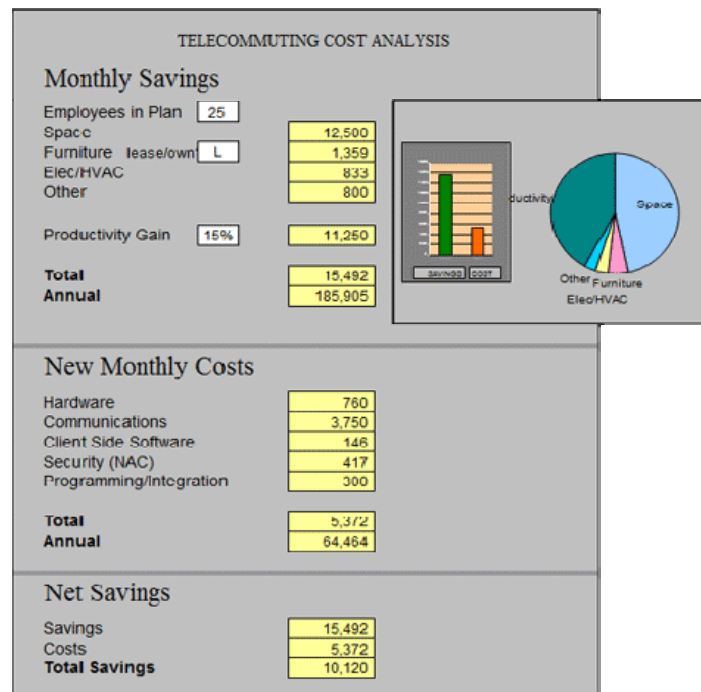 TELECOMMUTING COST ANALYSIS
Monthly Savings
Employees in Plan 25
Space 12,500
Furniture lease/own? L 1,359
Elec/HVAC 833
Other 800
Productivity Gain 15% 11,250
Total 15,492
Annual 185,905
SAVINGS COST
ductivity
Space
Other
Furniture
Elec/HVAC
New Monthly Costs
Hardware 760
Communications 3,750
Client Side Software 146
Security (NAC) 417
Programming/Integration 300
Total 5,372
Annual 64,464
Net Savings
Savings 15,492
Costs 5,372
Total Savings 10,120